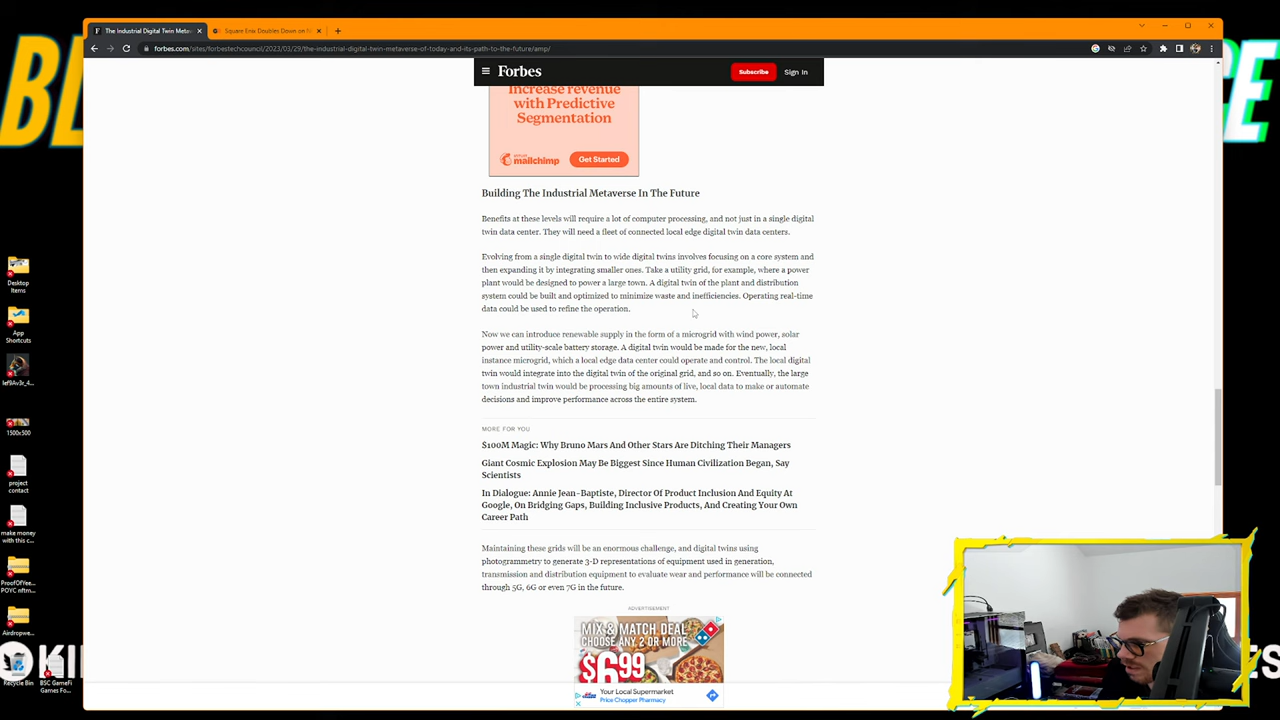 The Industrial Digital Twin Metav
Square Enix Doubles Down on
forbes.com/sites/forbestechcouncil/2023/03/29/the-industrial-digital-twin-metaverse-of-today-and-its-path-to-the-future/amp/
Forbes
Subscribe
Sign In
Increase revenue
with Predictive
Segmentation
mailchimp
Get Started
Building The Industrial Metaverse In The Future
Benefits at these levels will require a lot of computer processing, and not just in a single digital
twin data center. They will need a fleet of connected local edge digital twin data centers.
Evolving from a single digital twin to wide digital twins involves focusing on a core system and
then expanding it by integrating smaller ones. Take a utility grid, for example, where a power
plant would be designed to power a large town. A digital twin of the plant and distribution
system could be built and optimized to minimize waste and inefficiencies. Operating real-time
data could be used to refine the operation.
Now we can introduce renewable supply in the form of a microgrid with wind power, solar
power and utility-scale battery storage. A digital twin would be made for the new, local
instance microgrid, which a local edge data center could operate and control. The local digital
twin would integrate into the digital twin of the original grid, and so on. Eventually, the large
town industrial twin would be processing big amounts of live, local data to make or automate
decisions and improve performance across the entire system.
MORE FOR YOU
$100M Magic: Why Bruno Mars And Other Stars Are Ditching Their Managers
Giant Cosmic Explosion May Be Biggest Since Human Civilization Began, Say
Scientists
In Dialogue: Annie Jean-Baptiste, Director Of Product Inclusion And Equity At
Google, On Bridging Gaps, Building Inclusive Products, And Creating Your Own
Career Path
Maintaining these grids will be an enormous challenge, and digital twins using
photogrammetry to generate 3-D representations of equipment used in generation,
transmission and distribution equipment to evaluate wear and performance will be connected
through 5G, 6G or even 7G in the future.
ADVERTISEMENT
MIX & MATCH DEAL
CHOOSE ANY 2 OR MORE
$6.99
Your Local Supermarket
Price Chopper Pharmacy
Desktop
Items
App
Shortcuts
lef9Av3r_4...
1500x500
project
contact
make money
with this c...
ProofOfYee...
POYC nftm...
Airdropwe...
Recycle Bin
BSC GameFi
Games Fo...